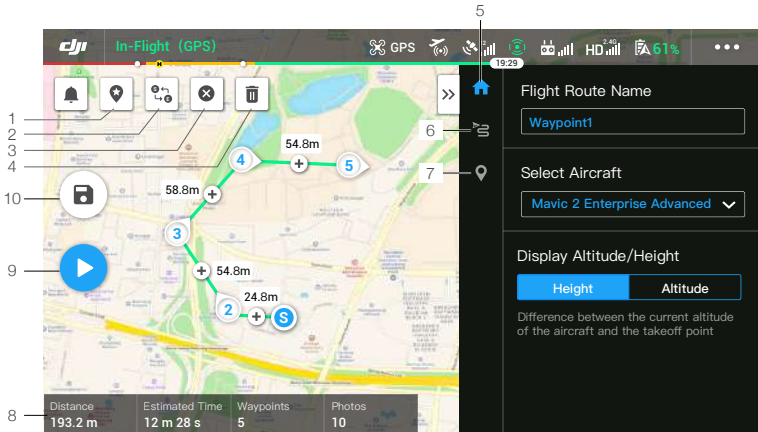 5
dji
In-Flight (GPS)
GPS
2.4G
HD
61%
19:29
H
1
2
3
4
10
9
8
6
7
S
E
E
S
54.8m
4
5
58.8m
3
54.8m
24.8m
2
S
Distance
193.2 m
Estimated Time
12 m 28 s
Waypoints
5
Photos
10
Flight Route Name
Waypoint1
Select Aircraft
Mavic 2 Enterprise Advanced
Display Altitude/Height
Height Altitude
Difference between the current altitude
of the aircraft and the takeoff point